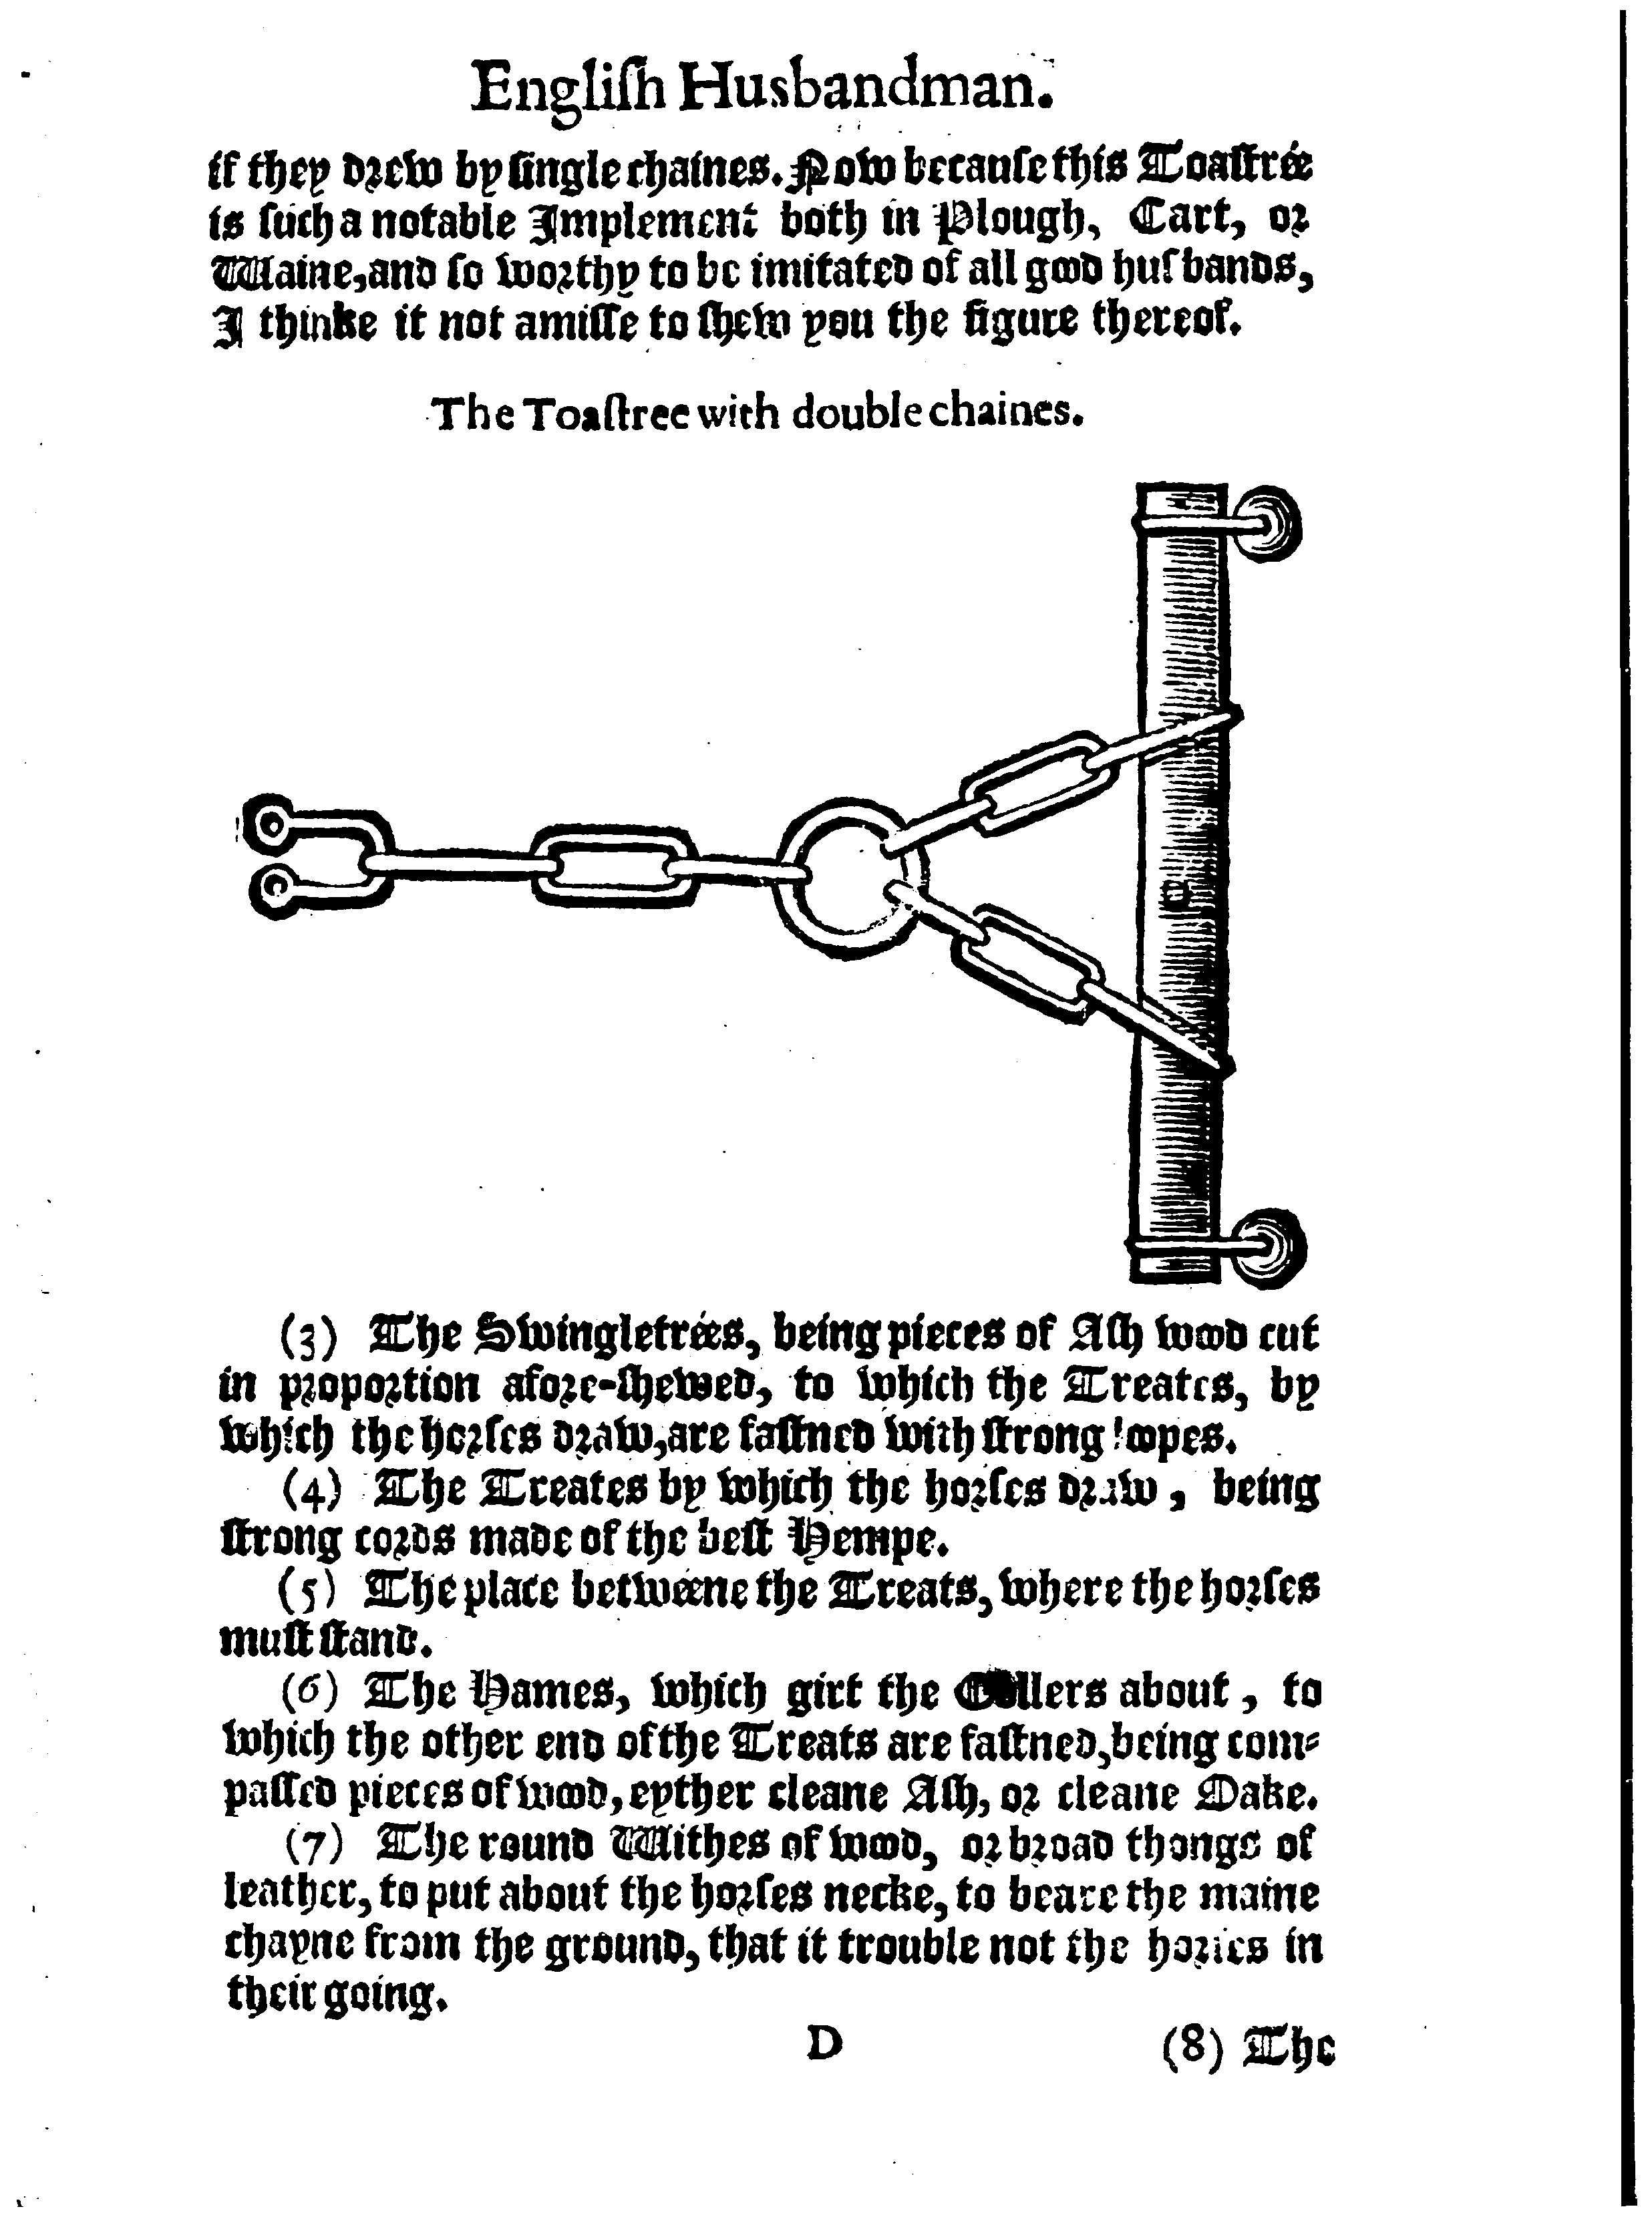 Engliſh Husbandman.
if they drew by ſingle chaines. Now becauſe this Toaſtrée
is ſuch a notable Implement both in Plough, Cart, or
Waine, and ſo worthy to be imitated of all good huſbands,
I thinke it not amiſſe to ſhew you the figure thereof.
The Toaſtree with double chaines.
(3) The Swingletrées, being pieces of Aſh wood cut
in proportion afore-ſhewed, to which the Treates, by
which the horſes draw, are faſtned with ſtrong loopes.
(4) The Treates by which the horſes draw, being
ſtrong cords made of the beſt Hempe.
(5) The place betwéene the Treats, where the horſes
muſt ſtand.
(6) The Hames, which girt the Collers about, to
which the other end of the Treats are faſtned, being com-
paſſed pieces of wood, eyther cleane Aſh, or cleane Oake.
(7) The round Withes of wood, or broad thongs of
leather, to put about the horſes necke, to beare the maine
chayne from the ground, that it trouble not the horſes in
their going.
D (8) The